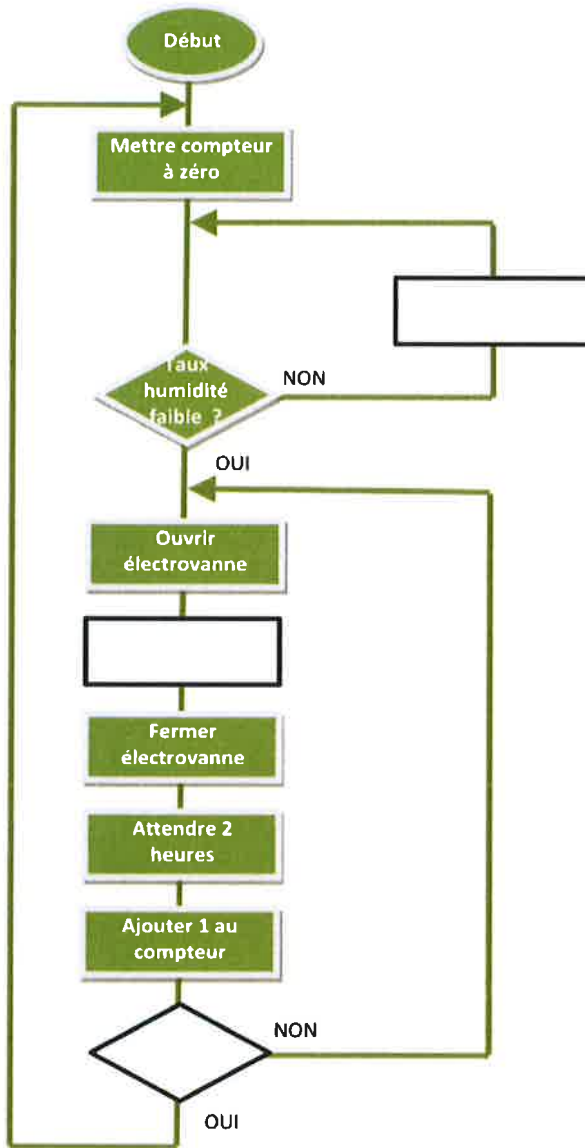 Début
Mettre compteur
à zéro
Taux
humidité
faible ?
NON
OUI
Ouvrir
électrovanne
Fermer
électrovanne
Attendre 2
heures
Ajouter 1 au
compteur
NON
OUI